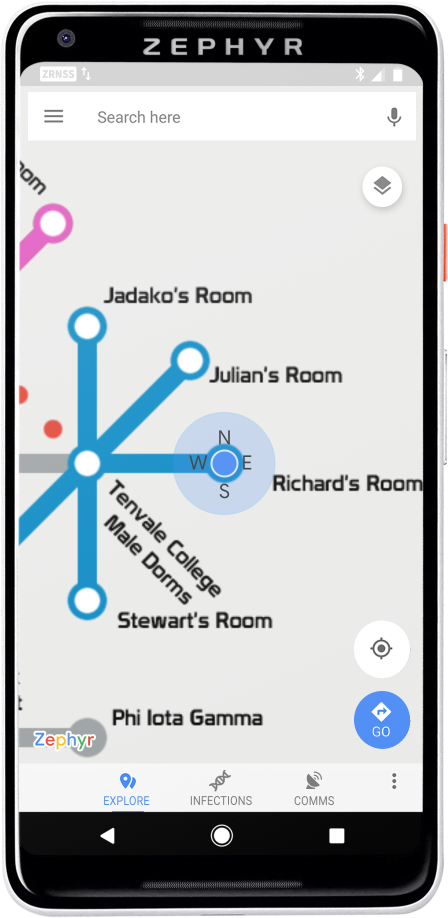 ZEPHYR
ZRNSS
Search here
Jadako's Room
Julian's Room
N
W E
S
Richard's Room
Tenvale College
Male Dorms
Stewart's Room
Phi Iota Gamma
Zephyr
GO
EXPLORE INFECTIONS COMMS